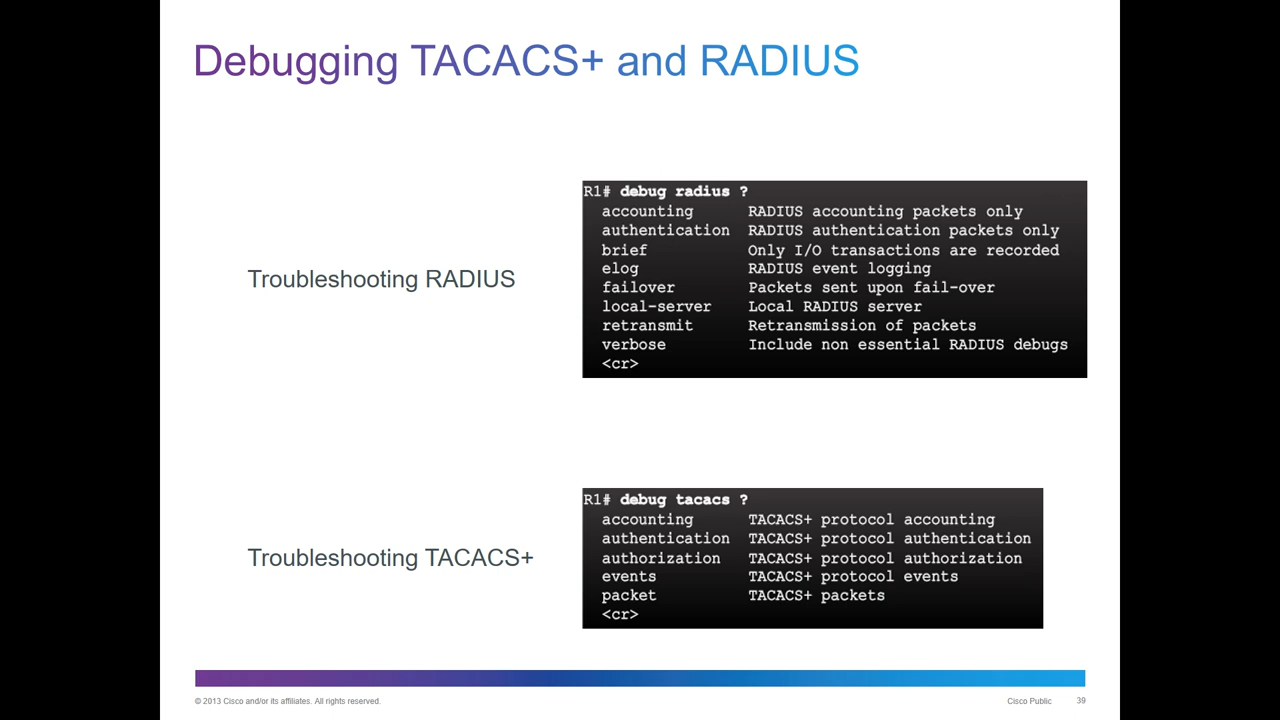 Debugging TACACS+ and RADIUS
Troubleshooting RADIUS
R1# debug radius ?
accounting RADIUS accounting packets only
authentication RADIUS authentication packets only
brief Only I/O transactions are recorded
elog RADIUS event logging
failover Packets sent upon fail-over
local-server Local RADIUS server
retransmit Retransmission of packets
verbose Include non essential RADIUS debugs
<cr>
Troubleshooting TACACS+
R1# debug tacacs ?
accounting TACACS+ protocol accounting
authentication TACACS+ protocol authentication
authorization TACACS+ protocol authorization
events TACACS+ protocol events
packet TACACS+ packets
<cr>
© 2013 Cisco and/or its affiliates. All rights reserved. Cisco Public 39